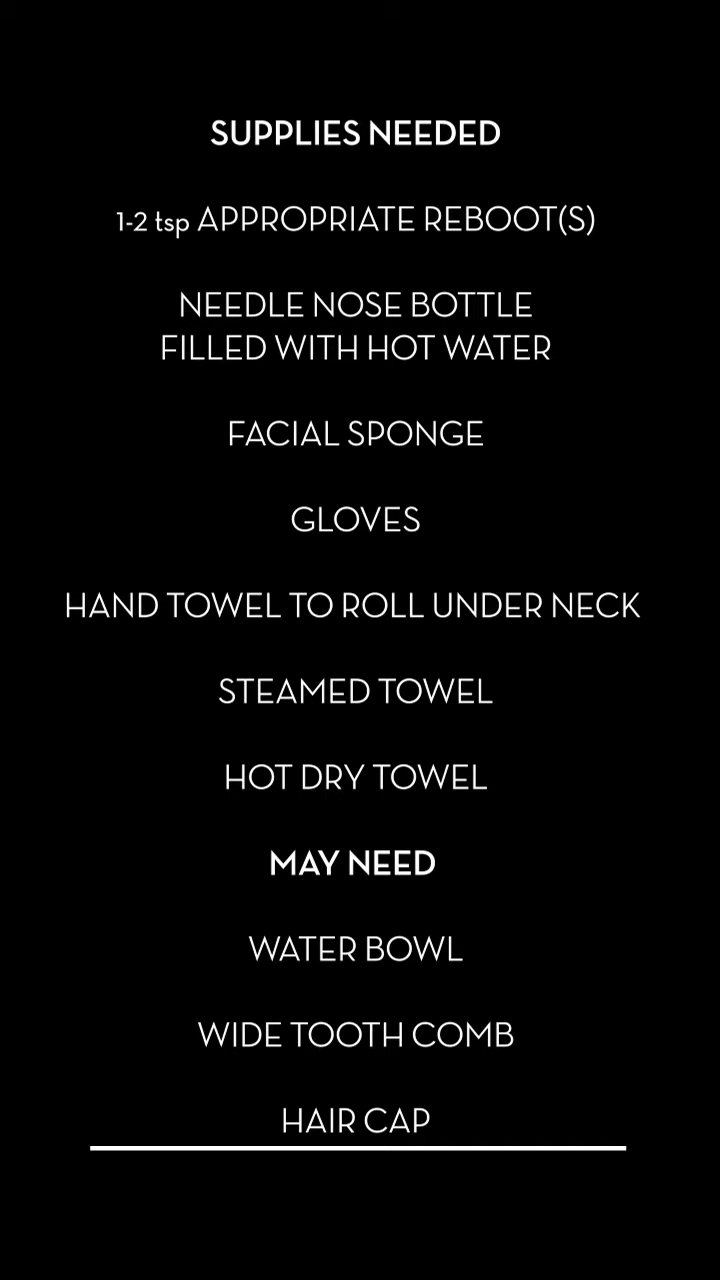 SUPPLIES NEEDED
1-2 tsp APPROPRIATE REBOOT(S)
NEEDLE NOSE BOTTLE
FILLED WITH HOT WATER
FACIAL SPONGE
GLOVES
HAND TOWEL TO ROLL UNDER NECK
STEAMED TOWEL
HOT DRY TOWEL
MAY NEED
WATER BOWL
WIDE TOOTH COMB
HAIR CAP